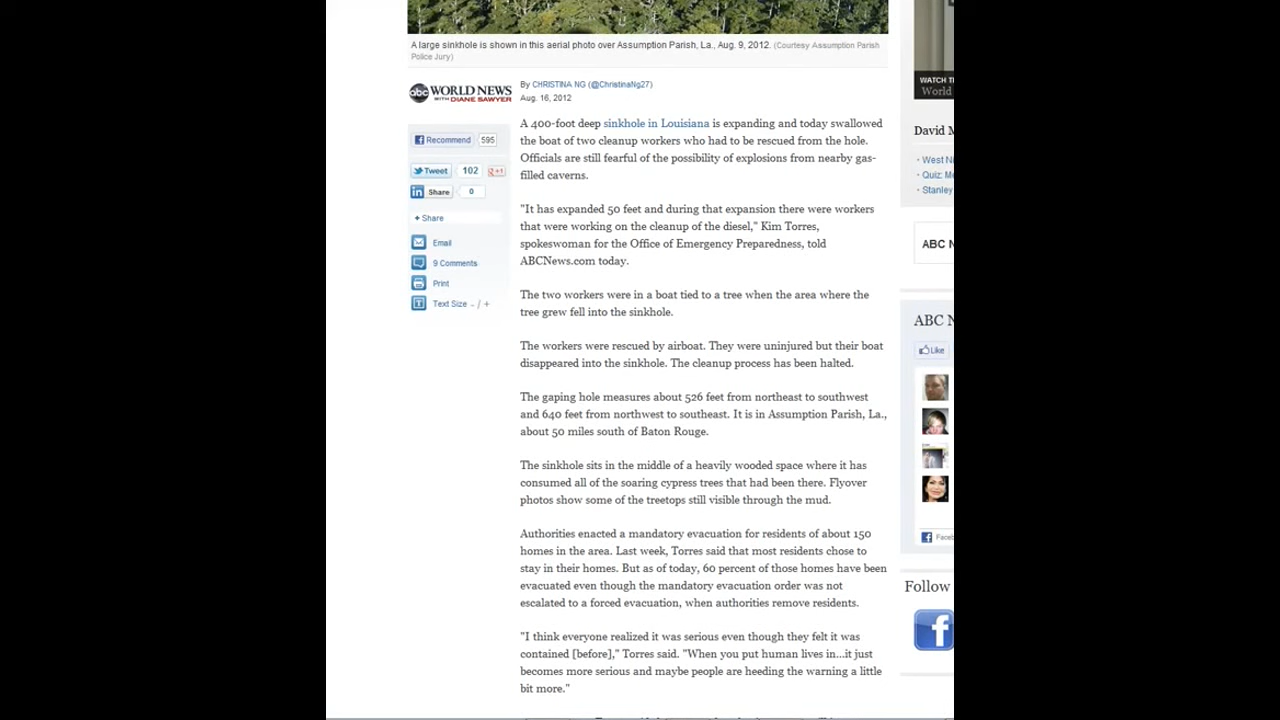 A large sinkhole is shown in this aerial photo over Assumption Parish, La., Aug. 9, 2012. (Courtesy Assumption Parish
Police Jury)
abc WORLD NEWS
WITH DIANE SAWYER
By CHRISTINA NG (@ChristinaNg27)
Aug. 16, 2012
Recommend 595
Tweet 102 +1
in Share 0
+ Share
Email
9 Comments
Print
Text Size - / +
A 400-foot deep sinkhole in Louisiana is expanding and today swallowed
the boat of two cleanup workers who had to be rescued from the hole.
Officials are still fearful of the possibility of explosions from nearby gas-
filled caverns.
"It has expanded 50 feet and during that expansion there were workers
that were working on the cleanup of the diesel," Kim Torres,
spokeswoman for the Office of Emergency Preparedness, told
ABCNews.com today.
The two workers were in a boat tied to a tree when the area where the
tree grew fell into the sinkhole.
The workers were rescued by airboat. They were uninjured but their boat
disappeared into the sinkhole. The cleanup process has been halted.
The gaping hole measures about 526 feet from northeast to southwest
and 640 feet from northwest to southeast. It is in Assumption Parish, La.,
about 50 miles south of Baton Rouge.
The sinkhole sits in the middle of a heavily wooded space where it has
consumed all of the soaring cypress trees that had been there. Flyover
photos show some of the treetops still visible through the mud.
Authorities enacted a mandatory evacuation for residents of about 150
homes in the area. Last week, Torres said that most residents chose to
stay in their homes. But as of today, 60 percent of those homes have been
evacuated even though the mandatory evacuation order was not
escalated to a forced evacuation, when authorities remove residents.
"I think everyone realized it was serious even though they felt it was
contained [before]," Torres said. "When you put human lives in...it just
becomes more serious and maybe people are heeding the warning a little
bit more."
WATCH T
World
David M
· West Ni
· Quiz: Me
· Stanley
ABC N
ABC N
Like
Faceb
Follow